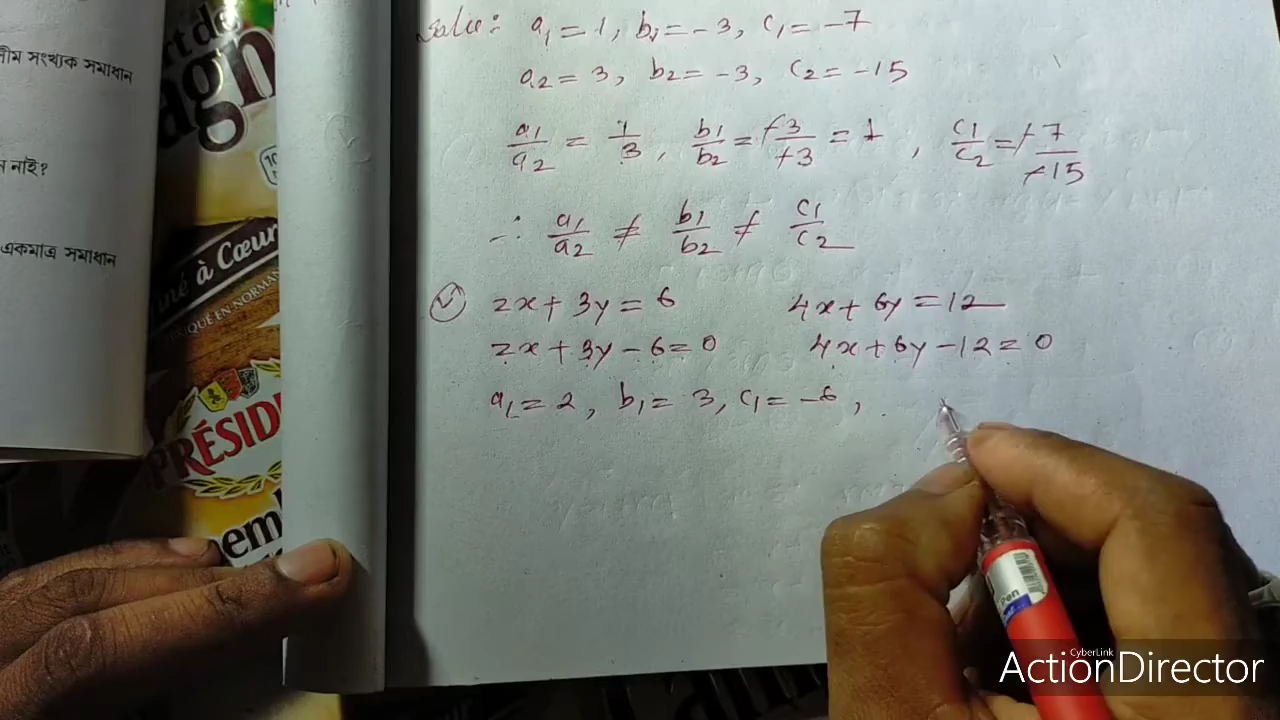 নীম সংখ্যক সমাধান
নাই?
একমাত্র সমাধান
à Cœur
PRÉSID
Solu: a₁ = 1, b₁ = -3, c₁ = -7
a₂ = 3, b₂ = -3, c₂ = -15
a₁/a₂ = 1/3, b₁/b₂ = -3/-3 = 1, c₁/c₂ = -7/-15
∴ a₁/a₂ ≠ b₁/b₂ ≠ c₁/c₂
(v) 2x + 3y = 6 4x + 6y = 12
2x + 3y - 6 = 0 4x + 6y - 12 = 0
a₁ = 2, b₁ = 3, c₁ = -6,
Pen
CyberLink
ActionDirector